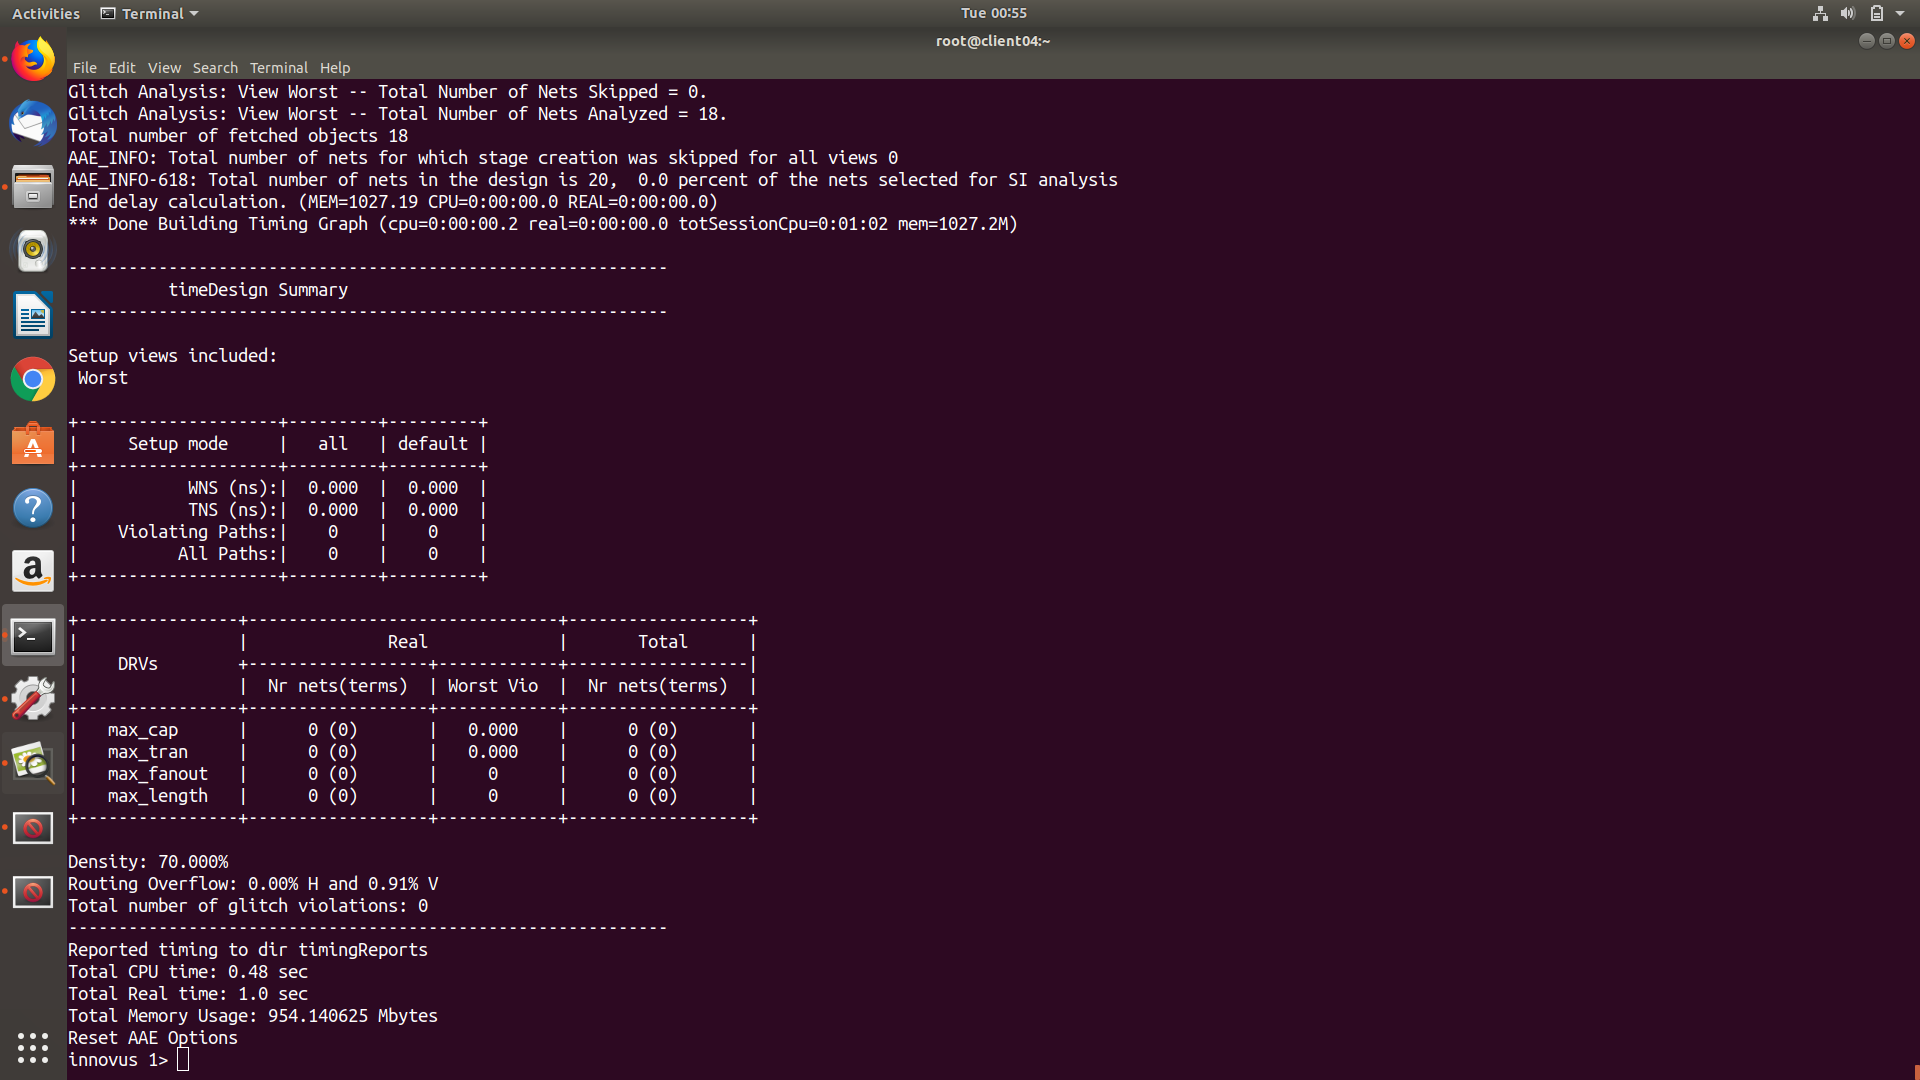 Activities Terminal Tue 00:55
root@client04:~
File Edit View Search Terminal Help
Glitch Analysis: View Worst -- Total Number of Nets Skipped = 0.
Glitch Analysis: View Worst -- Total Number of Nets Analyzed = 18.
Total number of fetched objects 18
AAE_INFO: Total number of nets for which stage creation was skipped for all views 0
AAE_INFO-618: Total number of nets in the design is 20,  0.0 percent of the nets selected for SI analysis
End delay calculation. (MEM=1027.19 CPU=0:00:00.0 REAL=0:00:00.0)
*** Done Building Timing Graph (cpu=0:00:00.2 real=0:00:00.0 totSessionCpu=0:01:02 mem=1027.2M)
------------------------------------------------------------
          timeDesign Summary
------------------------------------------------------------
Setup views included:
 Worst
+--------------------+---------+---------+
|     Setup mode     |   all   | default |
+--------------------+---------+---------+
|           WNS (ns):|  0.000  |  0.000  |
|           TNS (ns):|  0.000  |  0.000  |
|    Violating Paths:|    0    |    0    |
|          All Paths:|    0    |    0    |
+--------------------+---------+---------+
+----------------+-------------------------------+------------------+
|                |              Real             |       Total      |
|    DRVs        +------------------+------------+------------------|
|                |  Nr nets(terms)  | Worst Vio  |  Nr nets(terms)  |
+----------------+------------------+------------+------------------+
|   max_cap      |      0 (0)       |   0.000    |      0 (0)       |
|   max_tran     |      0 (0)       |   0.000    |      0 (0)       |
|   max_fanout   |      0 (0)       |     0      |      0 (0)       |
|   max_length   |      0 (0)       |     0      |      0 (0)       |
+----------------+------------------+------------+------------------+
Density: 70.000%
Routing Overflow: 0.00% H and 0.91% V
Total number of glitch violations: 0
------------------------------------------------------------
Reported timing to dir timingReports
Total CPU time: 0.48 sec
Total Real time: 1.0 sec
Total Memory Usage: 954.140625 Mbytes
Reset AAE Options
innovus 1>